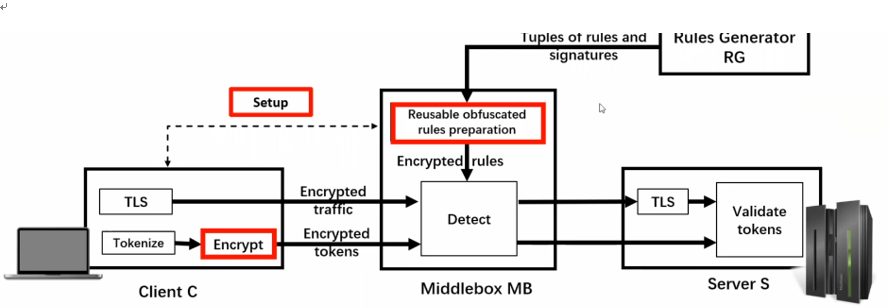 Tuples of rules and
signatures
Rules Generator
RG
Setup
Reusable obfuscated
rules preparation
Encrypted rules
TLS
Encrypted
traffic
Tokenize
Encrypt
Encrypted
tokens
Detect
TLS
Validate
tokens
Client C
Middlebox MB
Server S